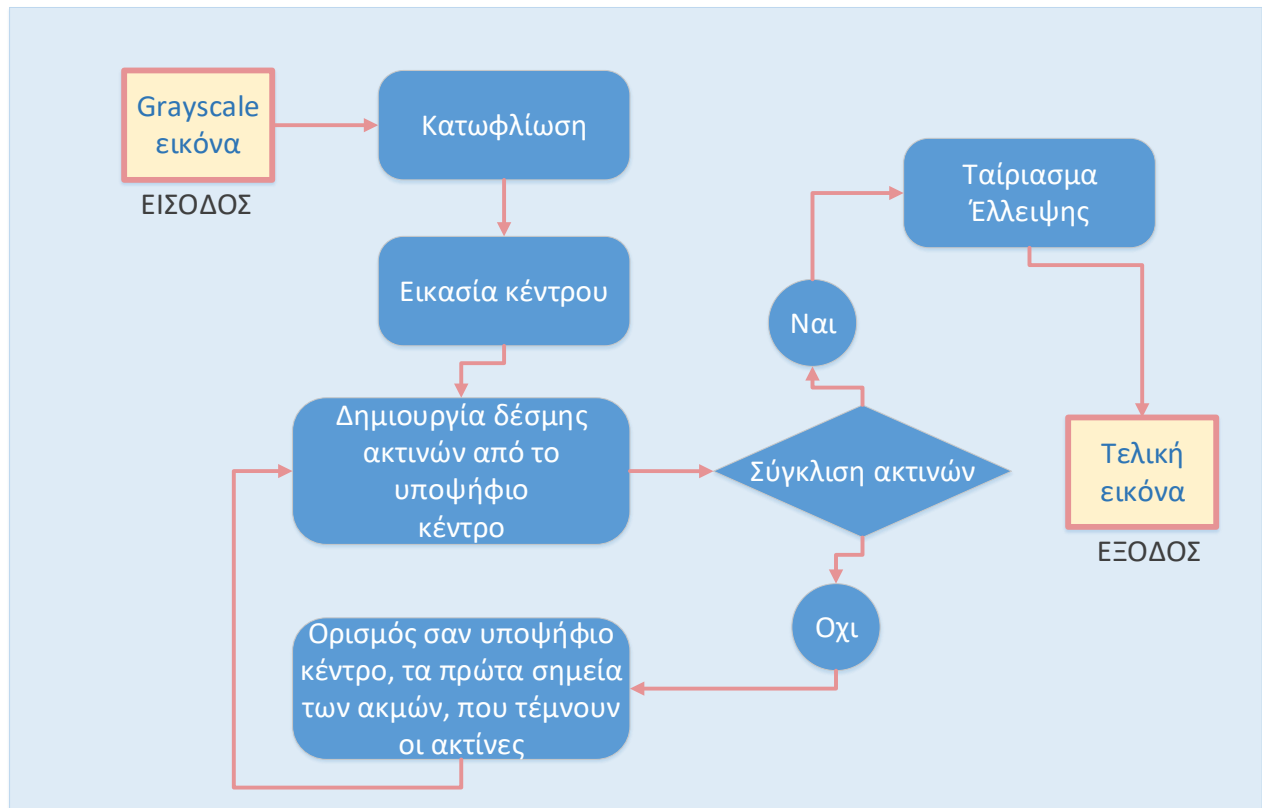 Grayscale
εικόνα
ΕΙΣΟΔΟΣ
Κατωφλίωση
Εικασία κέντρου
Δημιουργία δέσμης
ακτινών από το
υποψήφιο
κέντρο
Σύγκλιση ακτινών
Ναι
Ταίριασμα
Έλλειψης
Τελική
εικόνα
ΕΞΟΔΟΣ
Οχι
Ορισμός σαν υποψήφιο
κέντρο, τα πρώτα σημεία
των ακμών, που τέμνουν
οι ακτίνες